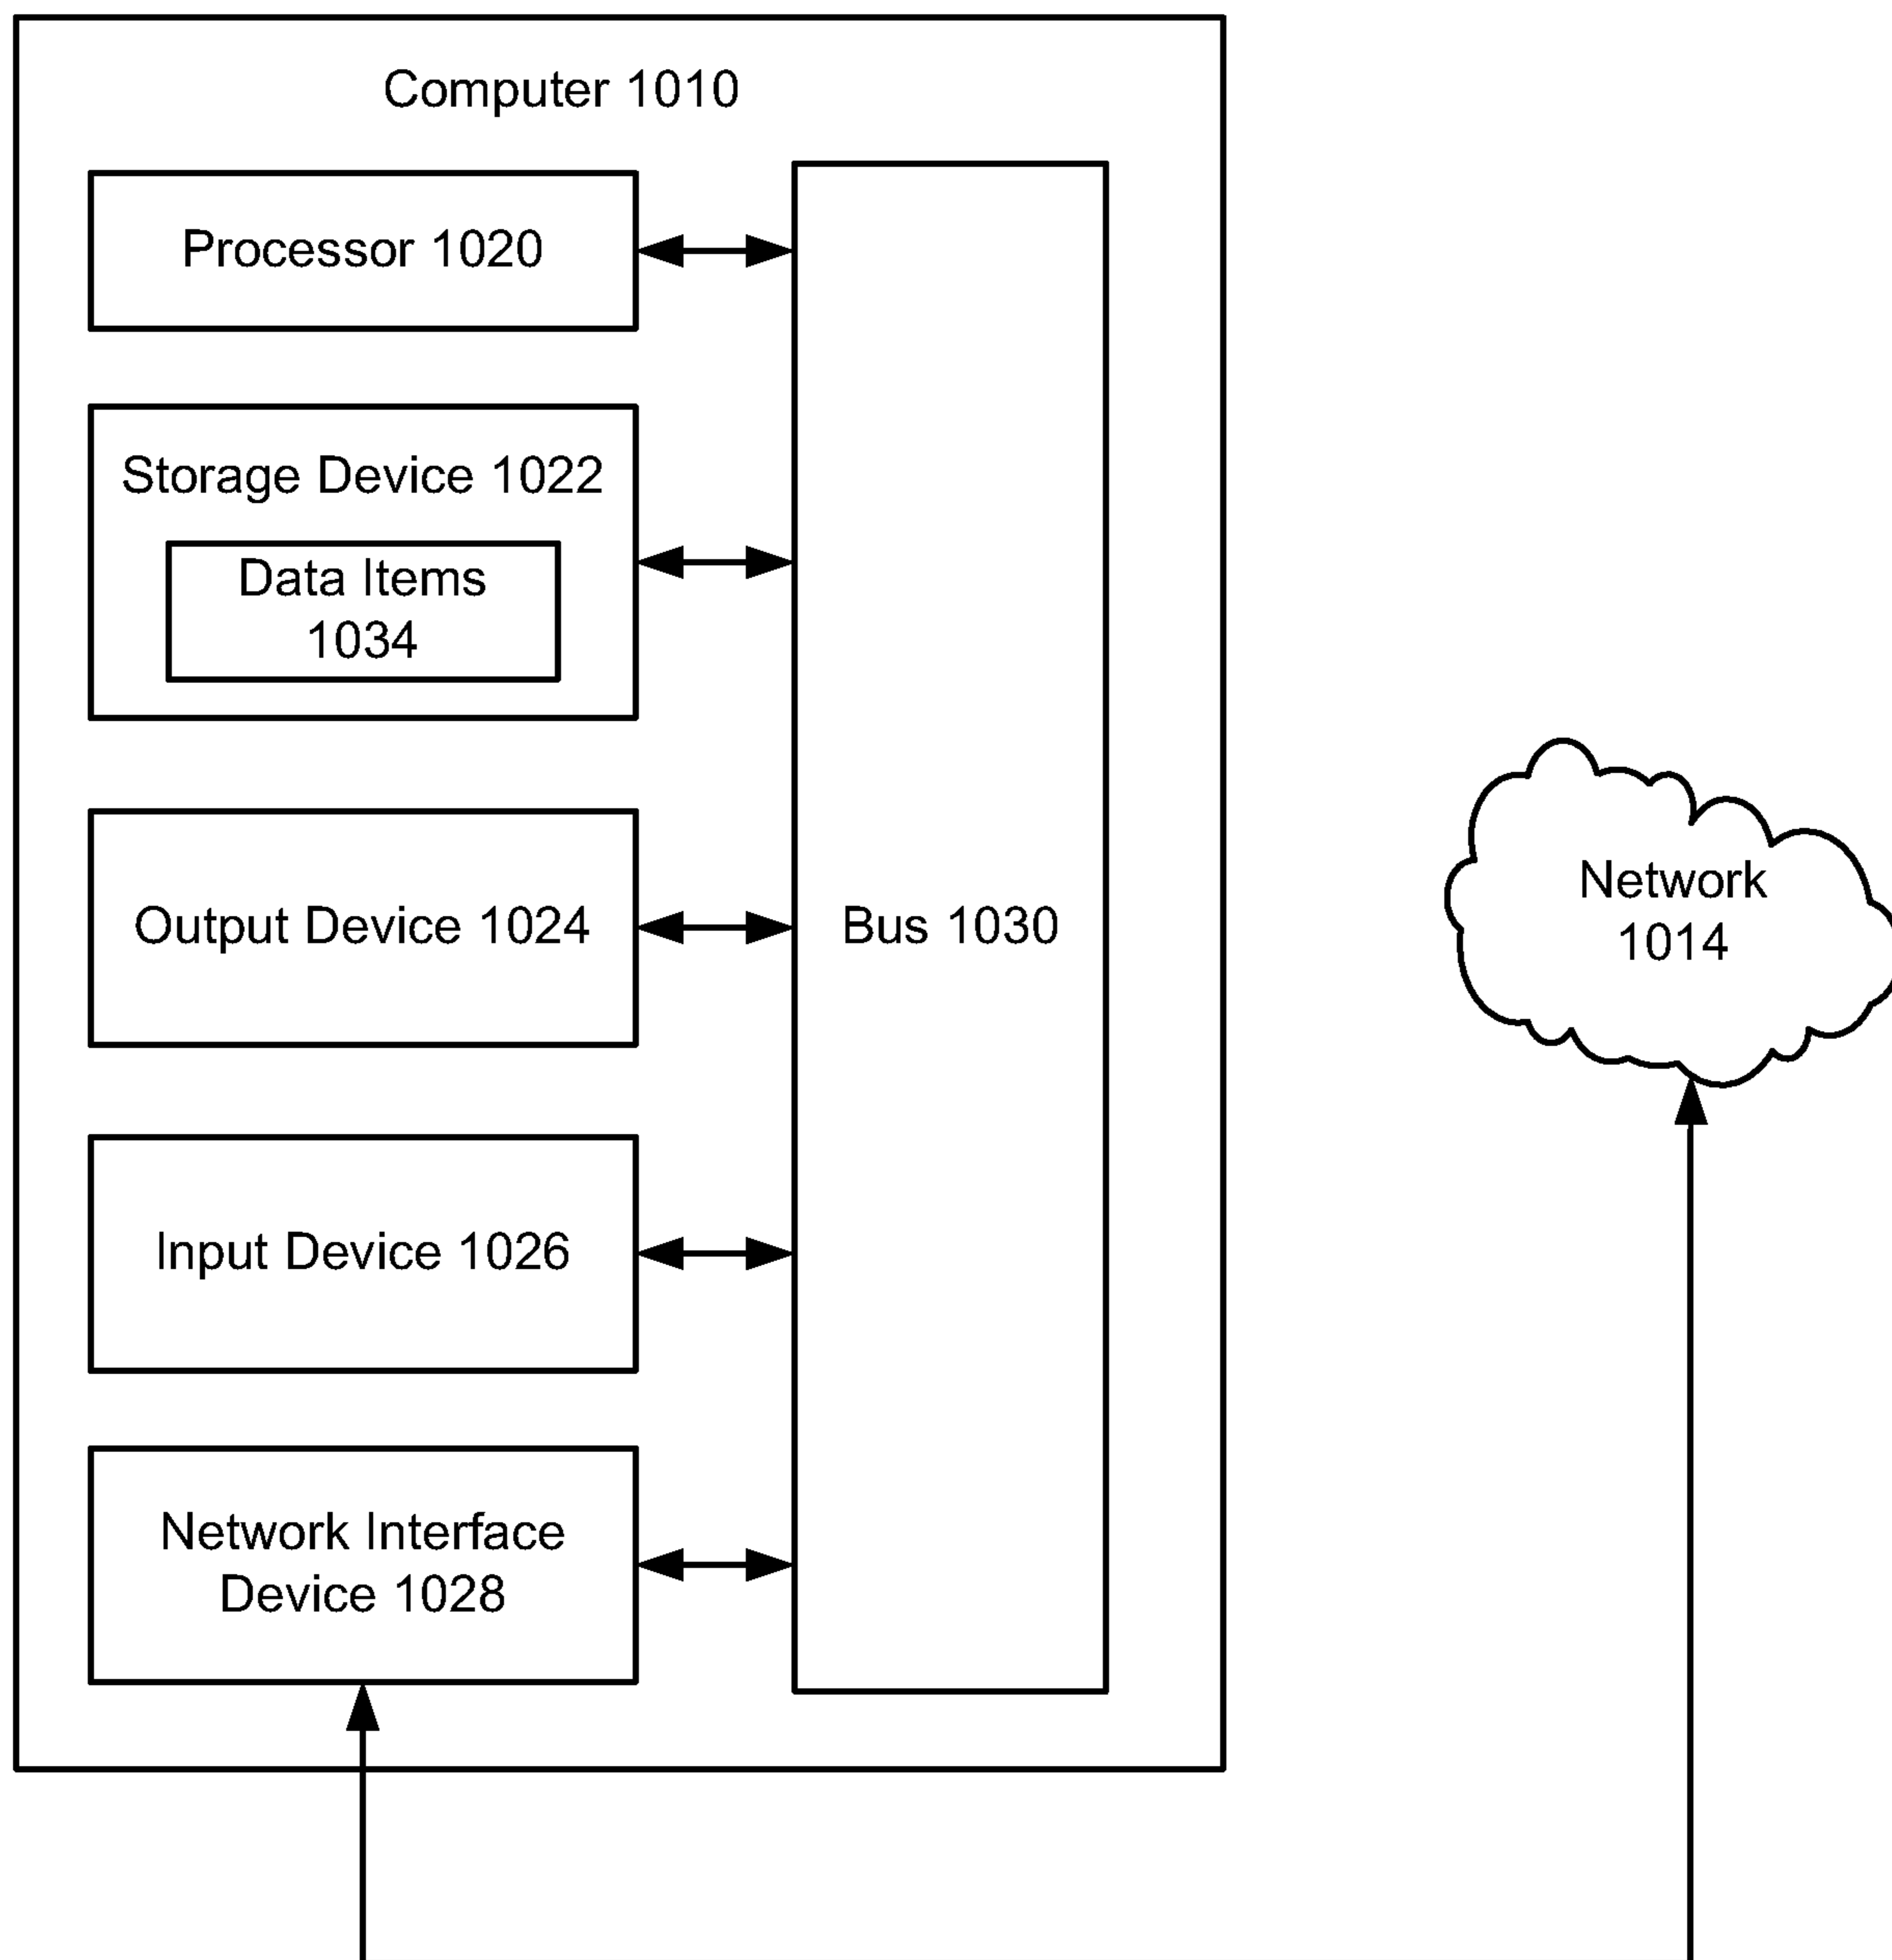 Computer 1010
Processor 1020
Storage Device 1022
Data Items
1034
Output Device 1024
Input Device 1026
Network Interface
Device 1028
Bus 1030
Network
1014